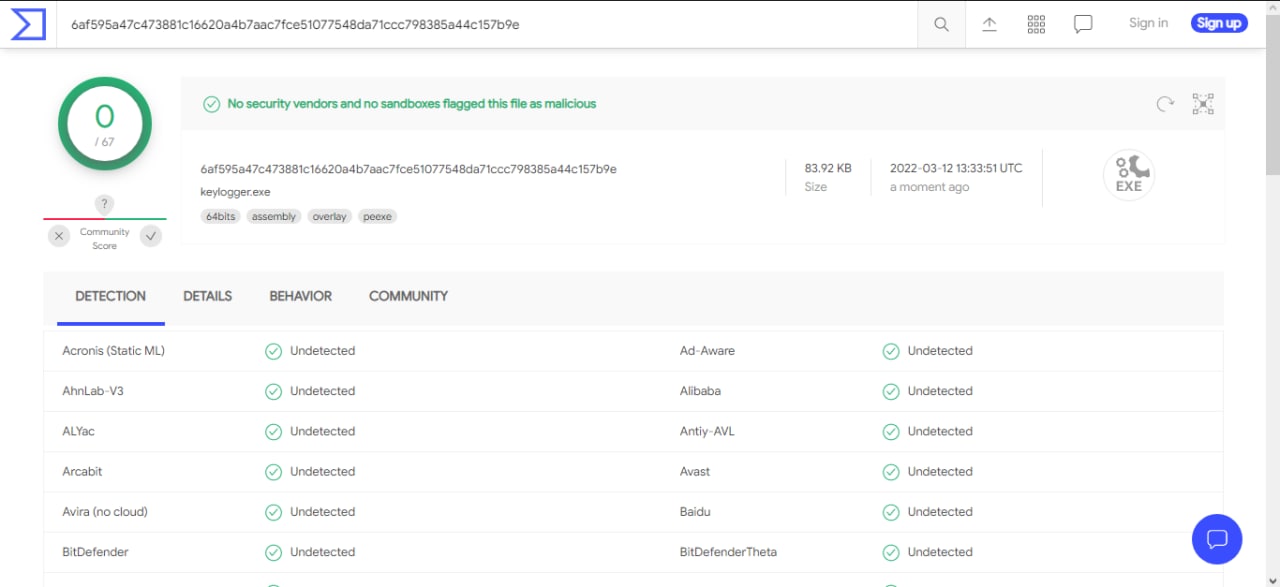 6af595a47c473881c16620a4b7aac7fce51077548da71ccc798385a44c157b9e
Sign in
Sign up
0
/ 67
?
Community
Score
No security vendors and no sandboxes flagged this file as malicious
6af595a47c473881c16620a4b7aac7fce51077548da71ccc798385a44c157b9e
keylogger.exe
64bits assembly overlay peexe
83.92 KB
Size
2022-03-12 13:33:51 UTC
a moment ago
EXE
DETECTION DETAILS BEHAVIOR COMMUNITY
Acronis (Static ML) Undetected Ad-Aware Undetected
AhnLab-V3 Undetected Alibaba Undetected
ALYac Undetected Antiy-AVL Undetected
Arcabit Undetected Avast Undetected
Avira (no cloud) Undetected Baidu Undetected
BitDefender Undetected BitDefenderTheta Undetected